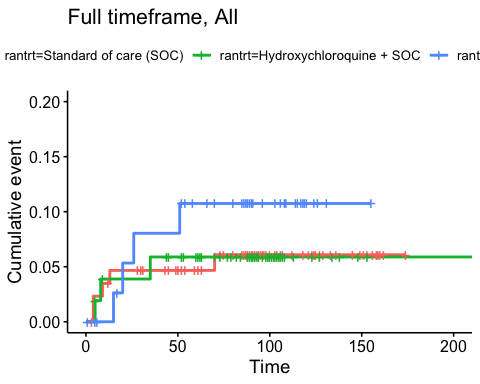 Full timeframe, All
rantrt=Standard of care (SOC) rantrt=Hydroxychloroquine + SOC rant
0.20
0.15
0.10
0.05
0.00
Cumulative event
0 50 100 150 200
Time